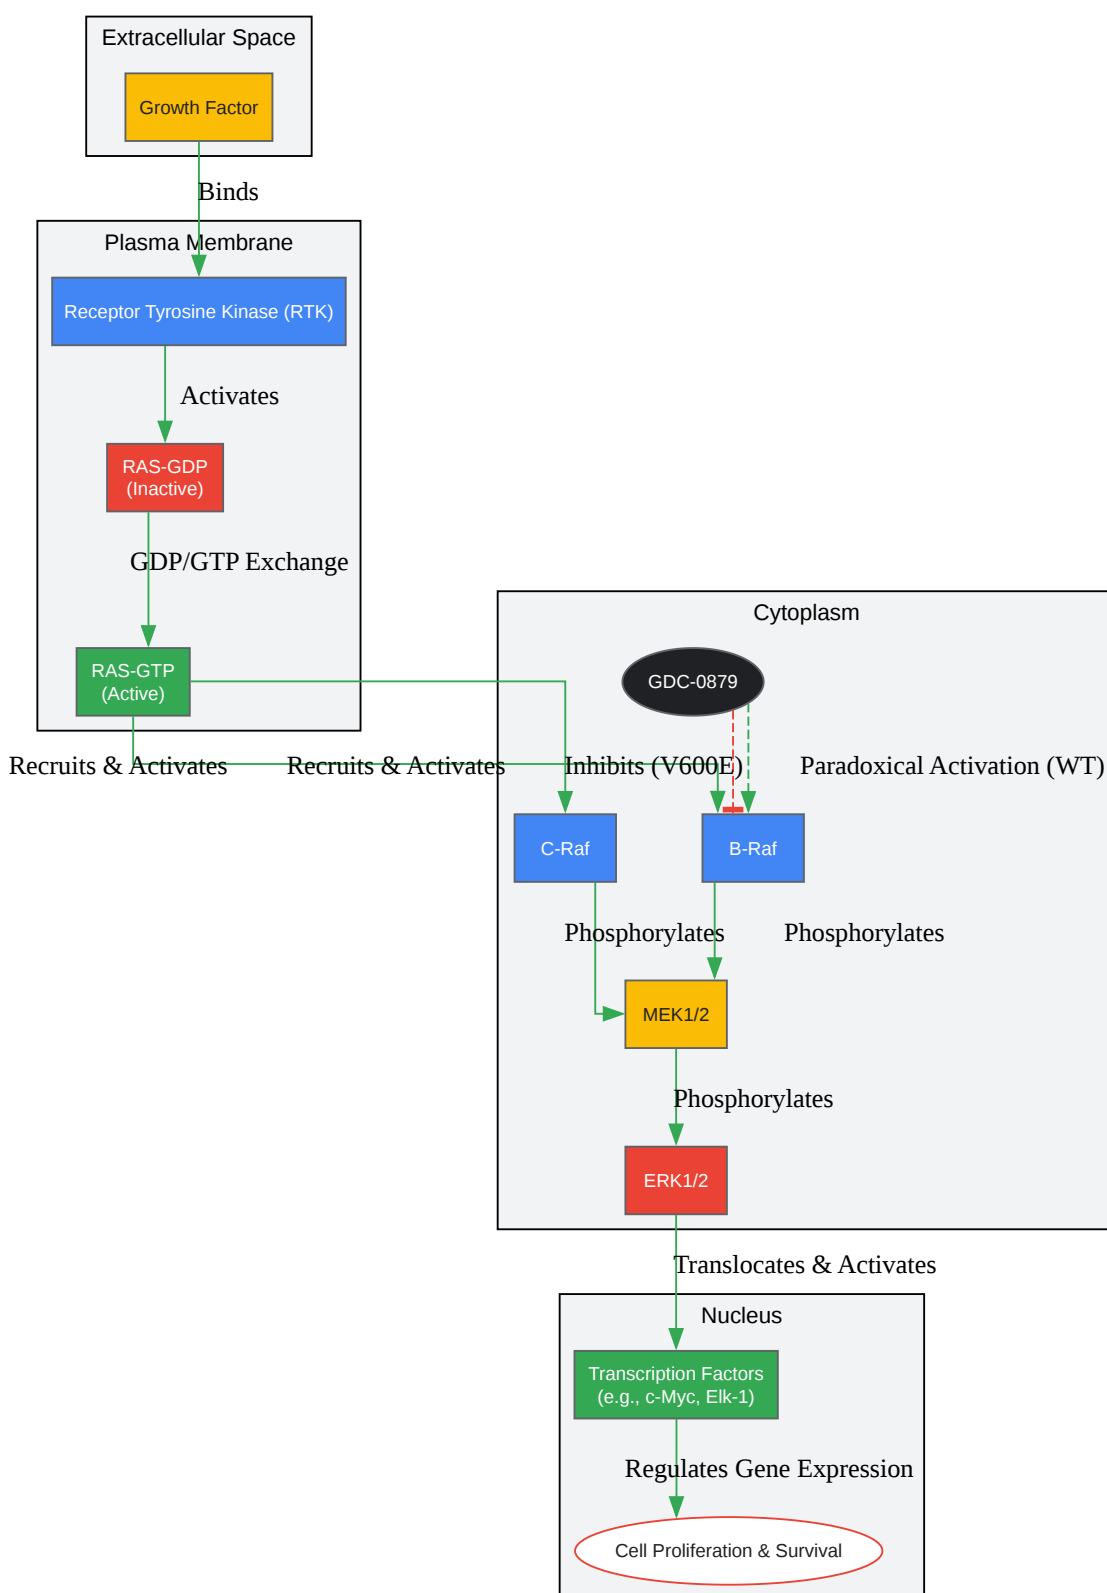 Extracellular Space
Growth Factor
Binds
Plasma Membrane
Receptor Tyrosine Kinase (RTK)
Activates
RAS-GDP
(Inactive)
GDP/GTP Exchange
Cytoplasm
RAS-GTP
(Active)
GDC-0879
Recruits & Activates
Recruits & Activates
Inhibits (V600E)
Paradoxical Activation (WT)
C-Raf
B-Raf
Phosphorylates
Phosphorylates
MEK1/2
Phosphorylates
ERK1/2
Translocates & Activates
Nucleus
Transcription Factors
(e.g., c-Myc, Elk-1)
Regulates Gene Expression
Cell Proliferation & Survival